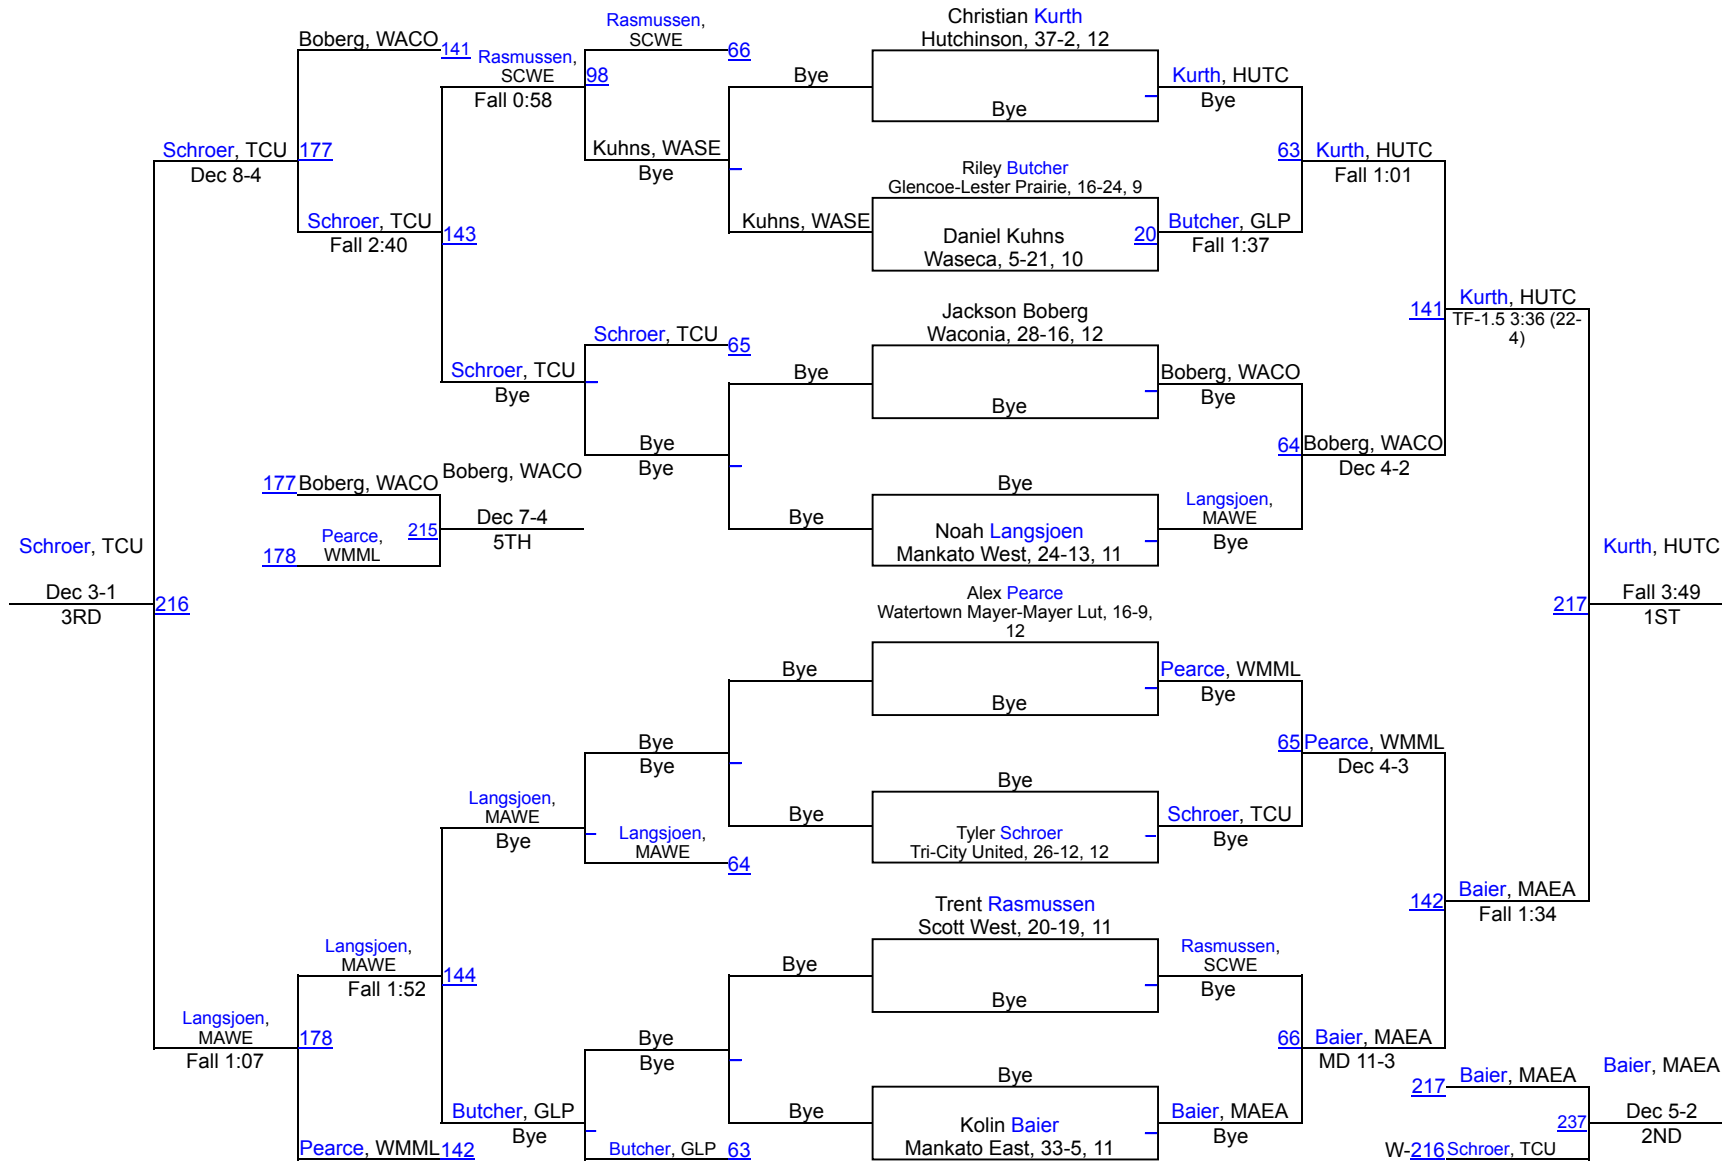 Boberg, WACO
141
Rasmussen,
SCWE
98
Fall 0:58
Rasmussen,
SCWE
66
Bye
Christian Kurth
Hutchinson, 37-2, 12
Bye
Kurth, HUTC
Bye
Schroer, TCU
177
Dec 8-4
Kuhns, WASE
Bye
63
Kurth, HUTC
Fall 1:01
Riley Butcher
Glencoe-Lester Prairie, 16-24, 9
Schroer, TCU
143
Fall 2:40
Kuhns, WASE
Daniel Kuhns
Waseca, 5-21, 10
20
Butcher, GLP
Fall 1:37
141
Kurth, HUTC
TF-1.5 3:36 (22-
4)
Jackson Boberg
Waconia, 28-16, 12
Schroer, TCU
65
Schroer, TCU
Bye
Bye
Bye
Boberg, WACO
Bye
Bye
Bye
64
Boberg, WACO
Dec 4-2
177
Boberg, WACO
Boberg, WACO
Bye
Pearce,
WMML
178
215
Dec 7-4
5TH
Bye
Noah Langsjoen
Mankato West, 24-13, 11
Langsjoen,
MAWE
Bye
Schroer, TCU
Dec 3-1
3RD
216
Kurth, HUTC
217
Fall 3:49
1ST
Alex Pearce
Watertown Mayer-Mayer Lut, 16-9,
12
Bye
Bye
Pearce, WMML
Bye
Bye
Bye
65
Pearce, WMML
Dec 4-3
Langsjoen,
MAWE
Bye
Bye
Bye
Tyler Schroer
Tri-City United, 26-12, 12
Schroer, TCU
Bye
Langsjoen,
MAWE
64
Trent Rasmussen
Scott West, 20-19, 11
142
Baier, MAEA
Fall 1:34
Langsjoen,
MAWE
144
Fall 1:52
Bye
Bye
Rasmussen,
SCWE
Bye
Langsjoen,
MAWE
178
Fall 1:07
Bye
Bye
66
Baier, MAEA
MD 11-3
217
Baier, MAEA
Baier, MAEA
Butcher, GLP
Bye
Bye
Bye
Kolin Baier
Mankato East, 33-5, 11
Baier, MAEA
Bye
237
Dec 5-2
2ND
Pearce, WMML
142
Butcher, GLP
63
W-216
Schroer, TCU